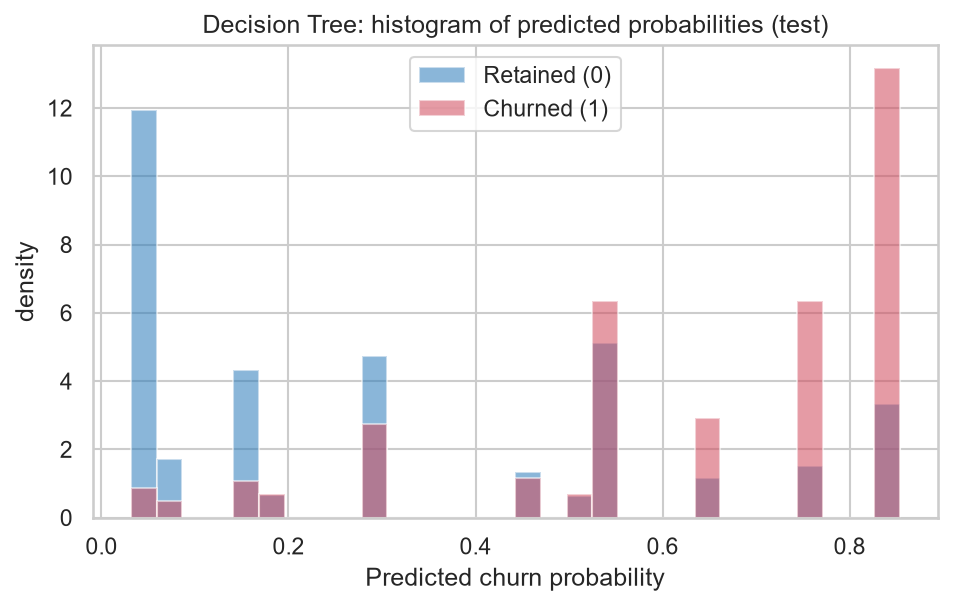 Decision Tree: histogram of predicted probabilities (test)
Retained (0)
Churned (1)
12
10
8
6
4
2
0
density
0.0 0.2 0.4 0.6 0.8
Predicted churn probability